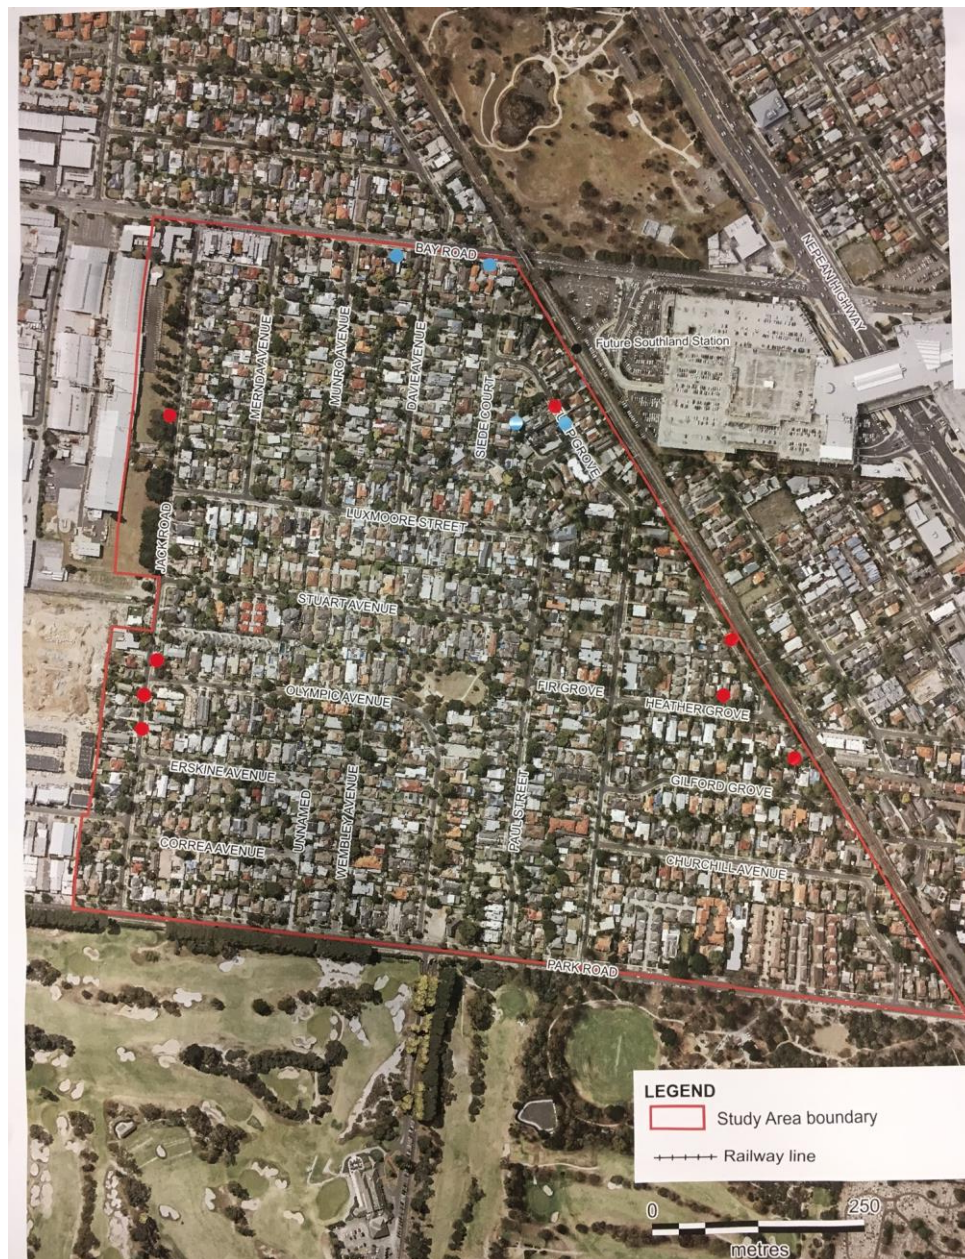 BAY ROAD
NEPEAN HIGHWAY
Future Southland Station
MERINDA AVENUE
MUNRO AVENUE
DAVIE AVENUE
SIEDE COURT
GROVE
LUXMOORE STREET
JACK ROAD
STUART AVENUE
OLYMPIC AVENUE
FIR GROVE
HEATHER GROVE
ERSKINE AVENUE
GILFORD GROVE
UNNAMED
WEMBLEY AVENUE
PAUL STREET
CORREA AVENUE
CHURCHILL AVENUE
PARK ROAD
LEGEND
Study Area boundary
Railway line
0 250
metres